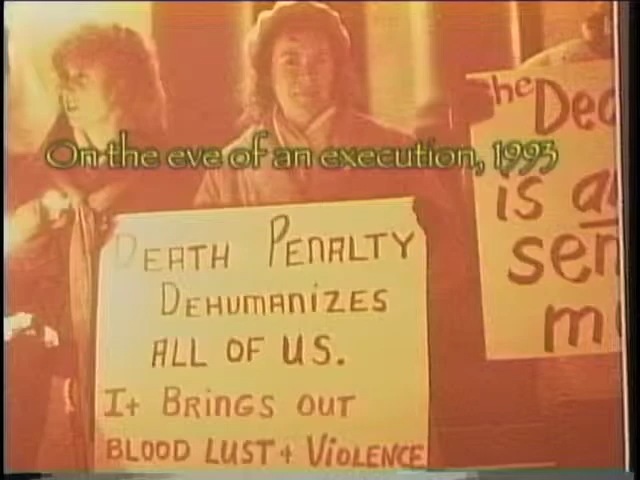 On the eve of an execution, 1993
DEATH PENALTY
DEHUMANIZES
ALL OF US.
It BRINGS OUT
BLOOD LUST + VIOLENCE
is